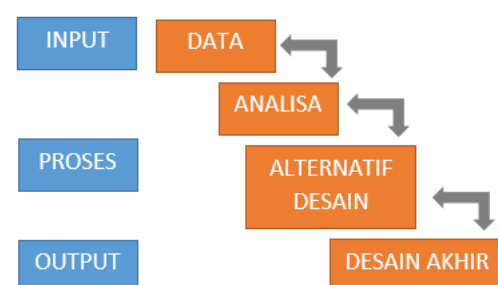 INPUT
DATA
ANALISA
PROSES
ALTERNATIF
DESAIN
OUTPUT
DESAIN AKHIR